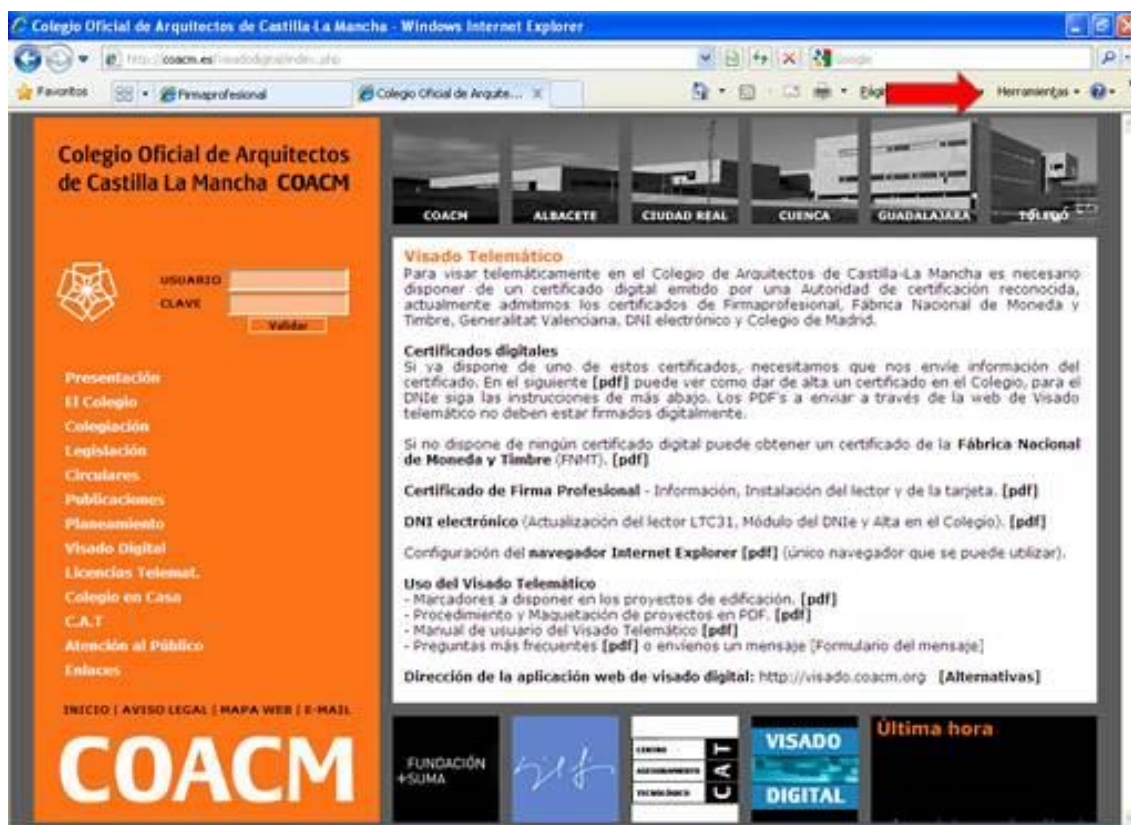 Colegio Oficial de Arquitectos de Castilla-La Mancha - Windows Internet Explorer
Google
Favoritos
Firmaprofesional
Colegio Oficial de Arquite...
Herramientas
Colegio Oficial de Arquitectos
de Castilla La Mancha COACM
COACM
ALBACETE
CIUDAD REAL
CUENCA
GUADALAJARA
TOLEDO
USUARIO
CLAVE
Validar
Presentación
El Colegio
Colegiación
Legislación
Circulares
Publicaciones
Planeamiento
Visado Digital
Licencias Telemat.
Colegio en Casa
C.A.T
Atención al Público
Enlaces
INICIO | AVISO LEGAL | MAPA WEB | E-MAIL
COACM
Visado Telemático
Para visar telemáticamente en el Colegio de Arquitectos de Castilla-La Mancha es necesario
disponer de un certificado digital emitido por una Autoridad de certificación reconocida,
actualmente admitimos los certificados de Firmaprofesional, Fábrica Nacional de Moneda y
Timbre, Generalitat Valenciana, DNI electrónico y Colegio de Madrid.
Certificados digitales
Si ya dispone de uno de estos certificados, necesitamos que nos envíe información del
certificado. En el siguiente [pdf] puede ver como dar de alta un certificado en el Colegio, para el
DNIe siga las instrucciones de más abajo. Los PDF's a enviar a través de la web de Visado
telemático no deben estar firmados digitalmente.
Si no dispone de ningún certificado digital puede obtener un certificado de la Fábrica Nacional
de Moneda y Timbre (FNMT). [pdf]
Certificado de Firma Profesional - Información, Instalación del lector y de la tarjeta. [pdf]
DNI electrónico (Actualización del lector LTC31, Módulo del DNIe y Alta en el Colegio). [pdf]
Configuración del navegador Internet Explorer [pdf] (único navegador que se puede utilizar).
Uso del Visado Telemático
- Marcadores a disponer en los proyectos de edificación. [pdf]
- Procedimiento y Maquetación de proyectos en PDF. [pdf]
- Manual de usuario del Visado Telemático [pdf]
- Preguntas más frecuentes [pdf] o envíenos un mensaje [Formulario del mensaje]
Dirección de la aplicación web de visado digital: http://visado.coacm.org [Alternativas]
FUNDACIÓN
+SUMA
CENTRO
ASESORAMIENTO
TECNOLÓGICO
CAT
VISADO
DIGITAL
Última hora